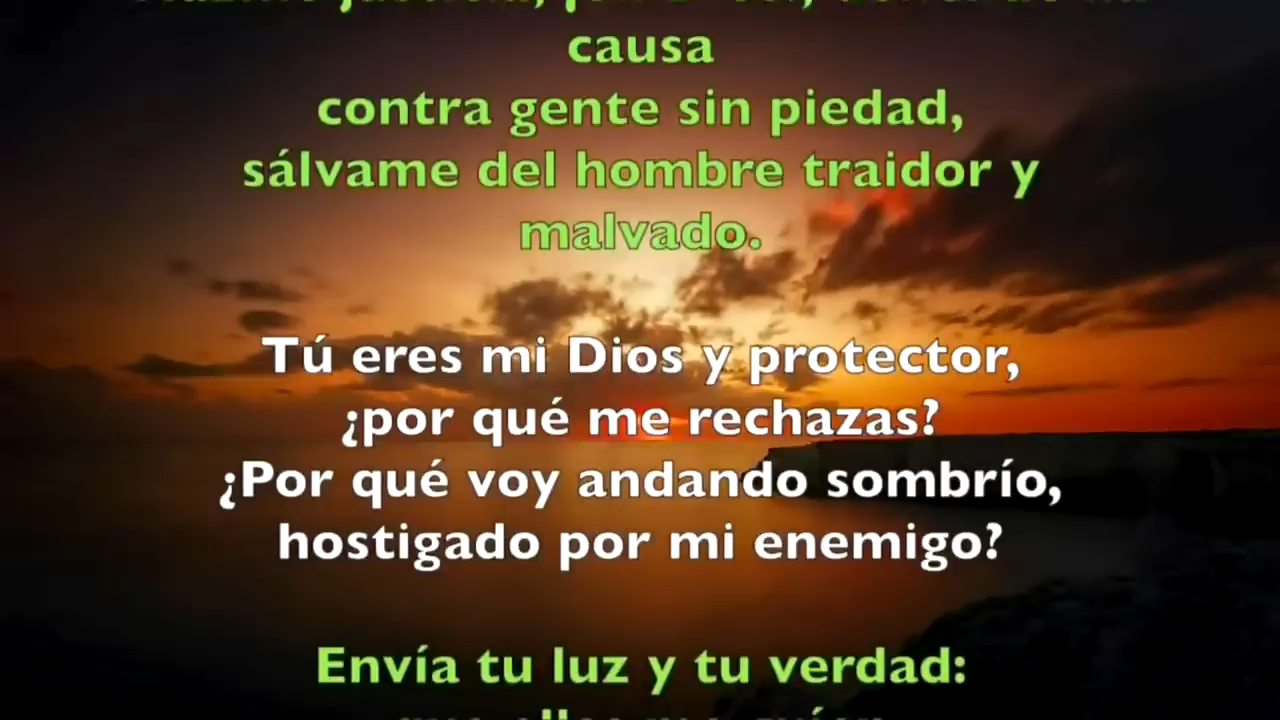 causa
contra gente sin piedad,
sálvame del hombre traidor y
malvado.
Tú eres mi Dios y protector,
¿por qué me rechazas?
¿Por qué voy andando sombrío,
hostigado por mi enemigo?
Envía tu luz y tu verdad: